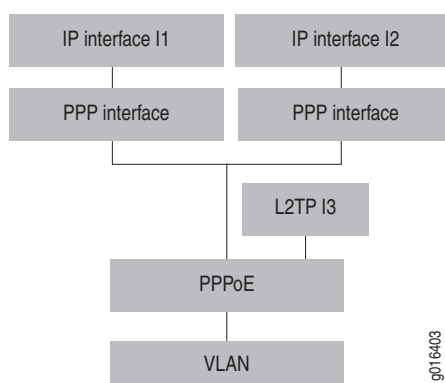 IP interface I1
IP interface I2
PPP interface
PPP interface
L2TP I3
PPPoE
VLAN
g016403